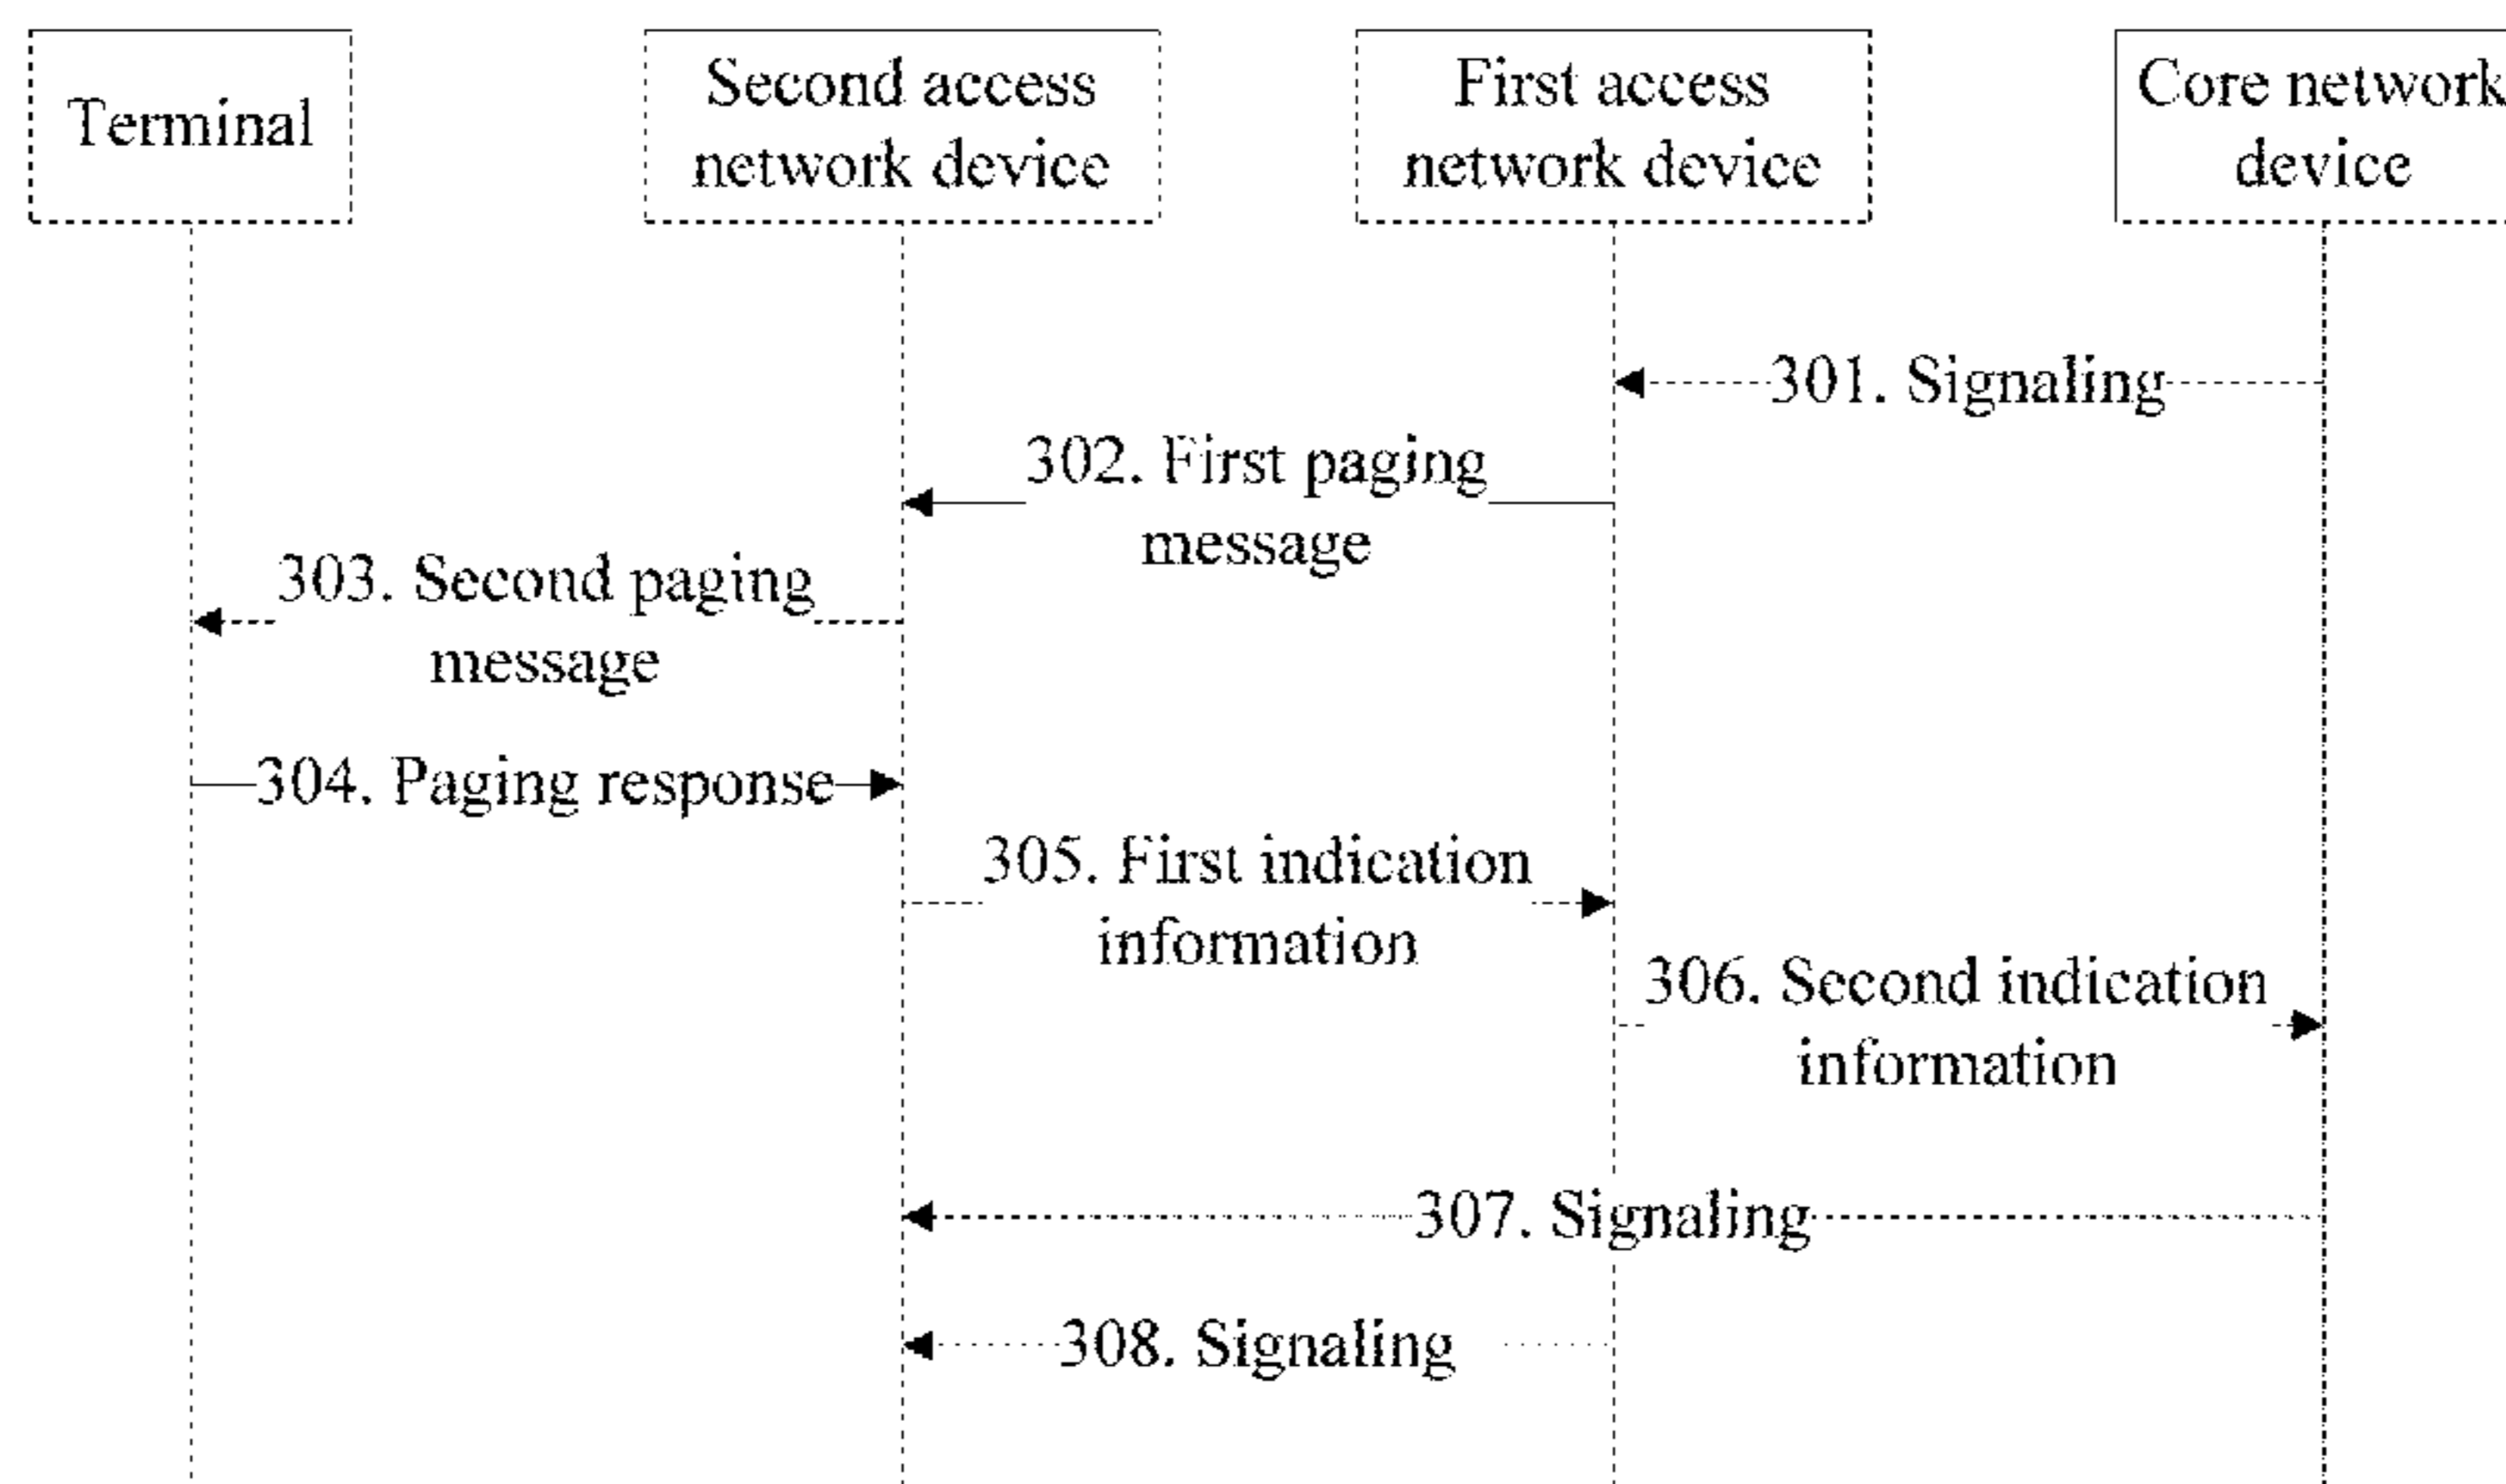 Terminal
Second access
network device
First access
network device
Core network
device
301. Signaling
302. First paging
message
303. Second paging
message
304. Paging response
305. First indication
information
306. Second indication
information
307. Signaling
308. Signaling